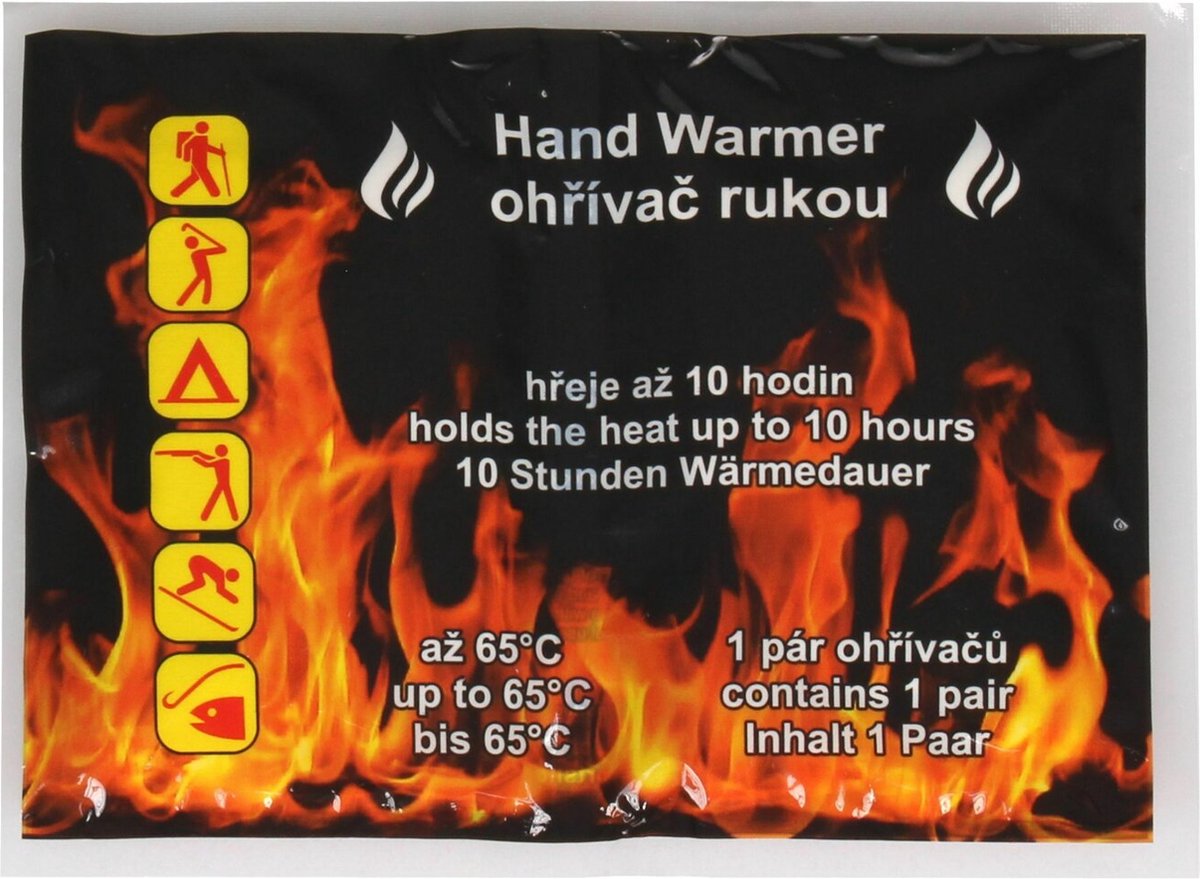 Hand Warmer
ohřívač rukou
hřeje až 10 hodin
holds the heat up to 10 hours
10 Stunden Wärmedauer
až 65°C
up to 65°C
bis 65°C
1 pár ohřívačů
contains 1 pair
Inhalt 1 Paar